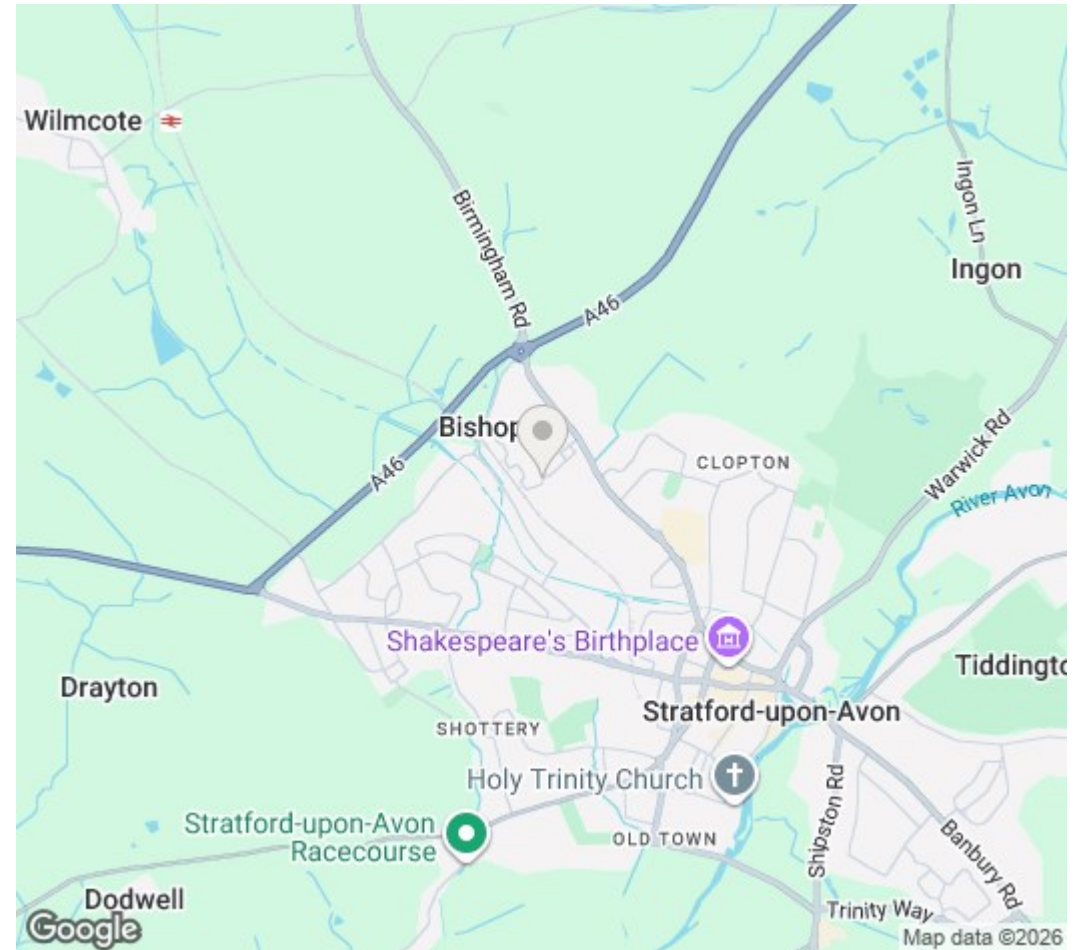 Wilmcote
Birmingham Rd
Ingon Ln
Ingon
A46
Bishop
A46
CLOPTON
Warwick Rd
River Avon
Shakespeare's Birthplace
Tiddingto
Drayton
Stratford-upon-Avon
SHOTTERY
Holy Trinity Church
Shipston Rd
Stratford-upon-Avon
Racecourse
OLD TOWN
Banbury Rd
Dodwell
Trinity Way
Google
Map data ©2026